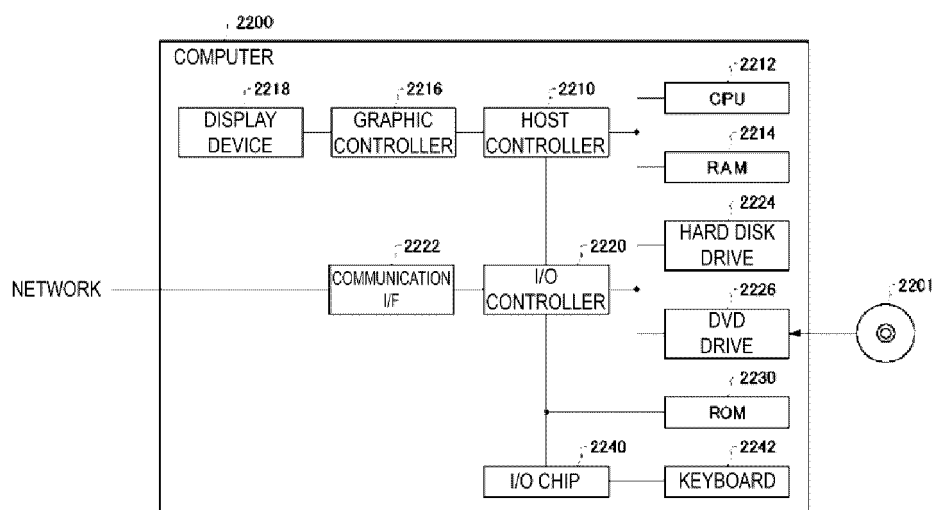 2200
COMPUTER
2218
2216
2210
2212
DISPLAY
DEVICE
GRAPHIC
CONTROLLER
HOST
CONTROLLER
CPU
2214
RAM
2224
HARD DISK
DRIVE
2222
2220
NETWORK
COMMUNICATION
I/F
I/O
CONTROLLER
2226
DVD
DRIVE
2201
2230
ROM
2240
2242
I/O CHIP
KEYBOARD